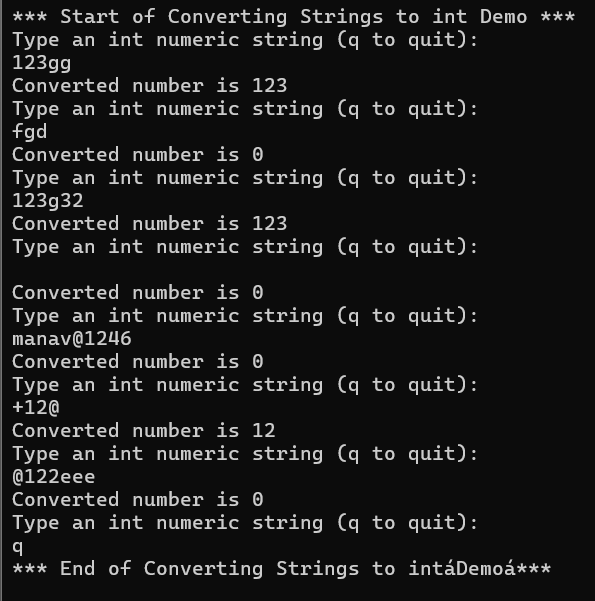 *** Start of Converting Strings to int Demo ***
Type an int numeric string (q to quit):
123gg
Converted number is 123
Type an int numeric string (q to quit):
fgd
Converted number is 0
Type an int numeric string (q to quit):
123g32
Converted number is 123
Type an int numeric string (q to quit):

Converted number is 0
Type an int numeric string (q to quit):
manav@1246
Converted number is 0
Type an int numeric string (q to quit):
+12@
Converted number is 12
Type an int numeric string (q to quit):
@122eee
Converted number is 0
Type an int numeric string (q to quit):
q
*** End of Converting Strings to intáDemoá***